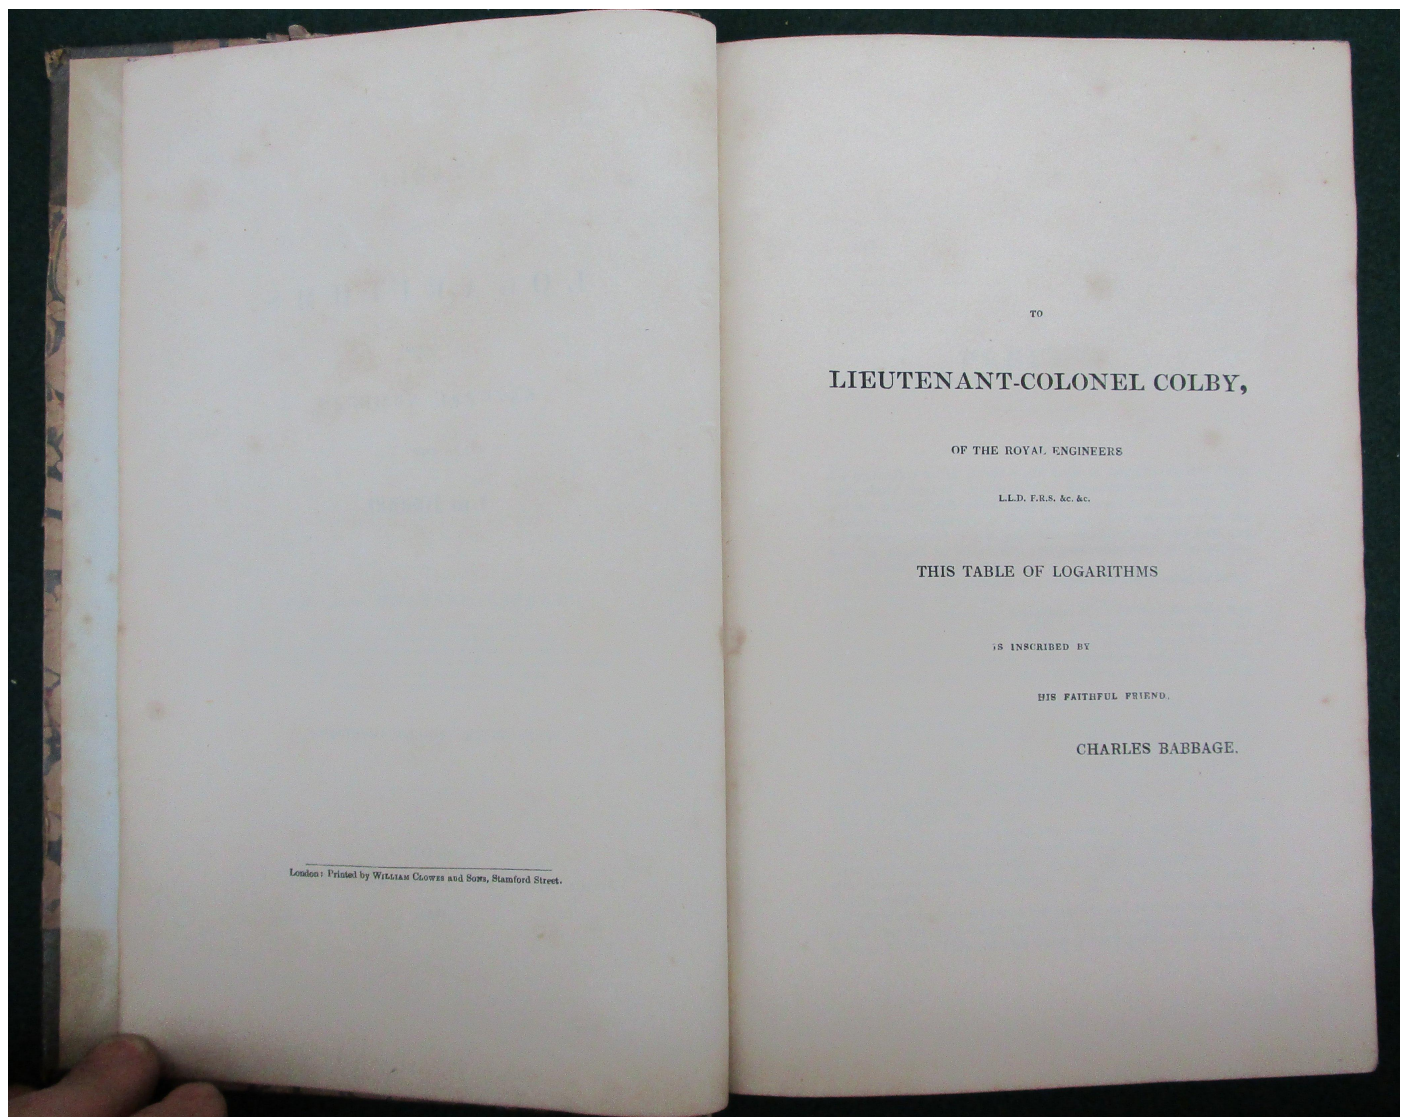 London: Printed by WILLIAM CLOWES and SONS, Stamford Street.
TO
LIEUTENANT-COLONEL COLBY,
OF THE ROYAL ENGINEERS
L.L.D. F.R.S. &c. &c.
THIS TABLE OF LOGARITHMS
IS INSCRIBED BY
HIS FAITHFUL FRIEND,
CHARLES BABBAGE.